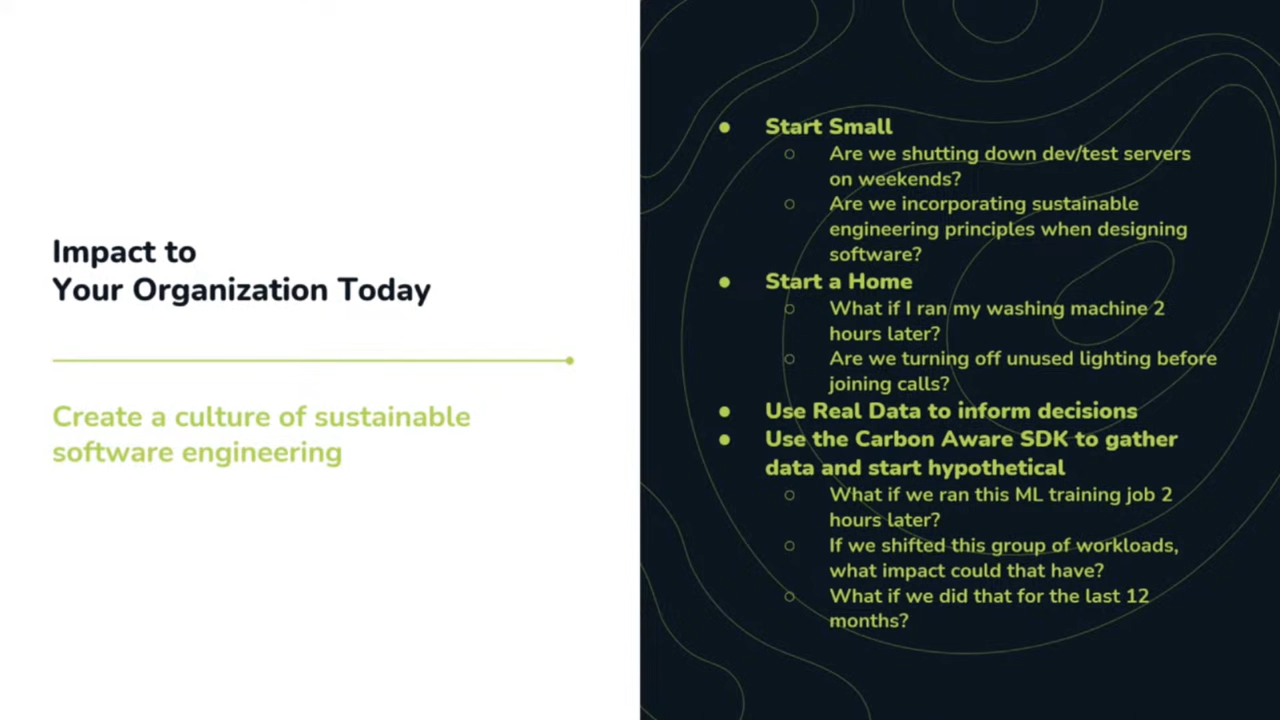 Impact to
Your Organization Today
Create a culture of sustainable
software engineering
● Start Small
○ Are we shutting down dev/test servers
on weekends?
○ Are we incorporating sustainable
engineering principles when designing
software?
● Start a Home
○ What if I ran my washing machine 2
hours later?
○ Are we turning off unused lighting before
joining calls?
● Use Real Data to inform decisions
● Use the Carbon Aware SDK to gather
data and start hypothetical
○ What if we ran this ML training job 2
hours later?
○ If we shifted this group of workloads,
what impact could that have?
○ What if we did that for the last 12
months?